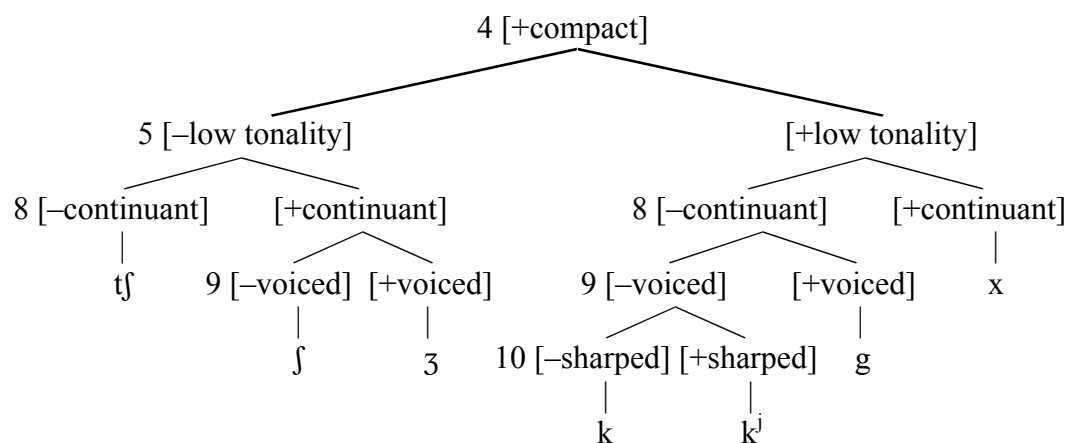 4 [+compact]
5 [–low tonality] [+low tonality]
8 [–continuant] [+continuant] 8 [–continuant] [+continuant]
tʃ 9 [–voiced] [+voiced] 9 [–voiced] [+voiced] x
ʃ ʒ 10 [–sharped] [+sharped] g
k kʲ